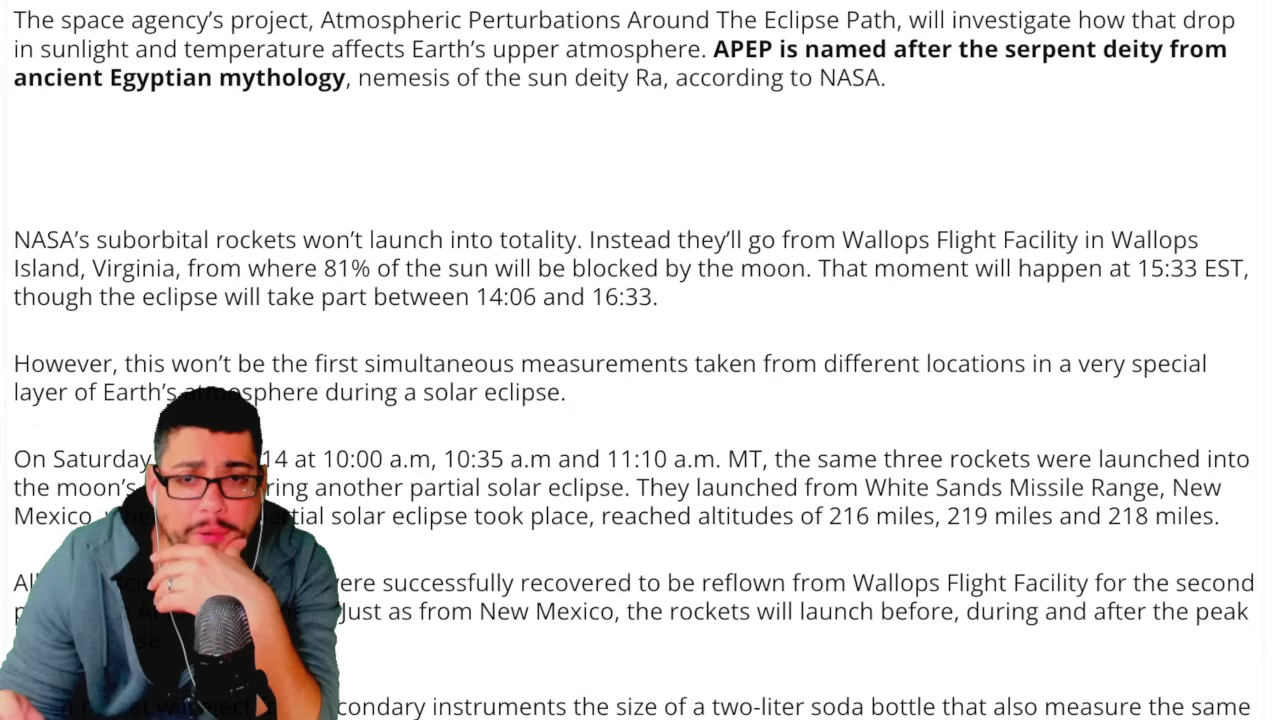 The space agency’s project, Atmospheric Perturbations Around The Eclipse Path, will investigate how that drop
in sunlight and temperature affects Earth’s upper atmosphere. APEP is named after the serpent deity from
ancient Egyptian mythology, nemesis of the sun deity Ra, according to NASA.
NASA’s suborbital rockets won’t launch into totality. Instead they’ll go from Wallops Flight Facility in Wallops
Island, Virginia, from where 81% of the sun will be blocked by the moon. That moment will happen at 15:33 EST,
though the eclipse will take part between 14:06 and 16:33.
However, this won’t be the first simultaneous measurements taken from different locations in a very special
layer of Earth’s atmosphere during a solar eclipse.
On Saturday 14 at 10:00 a.m, 10:35 a.m and 11:10 a.m. MT, the same three rockets were launched into
the moon’s another partial solar eclipse. They launched from White Sands Missile Range, New
Mexico, solar eclipse took place, reached altitudes of 216 miles, 219 miles and 218 miles.
were successfully recovered to be reflown from Wallops Flight Facility for the second
Just as from New Mexico, the rockets will launch before, during and after the peak
instruments the size of a two-liter soda bottle that also measure the same